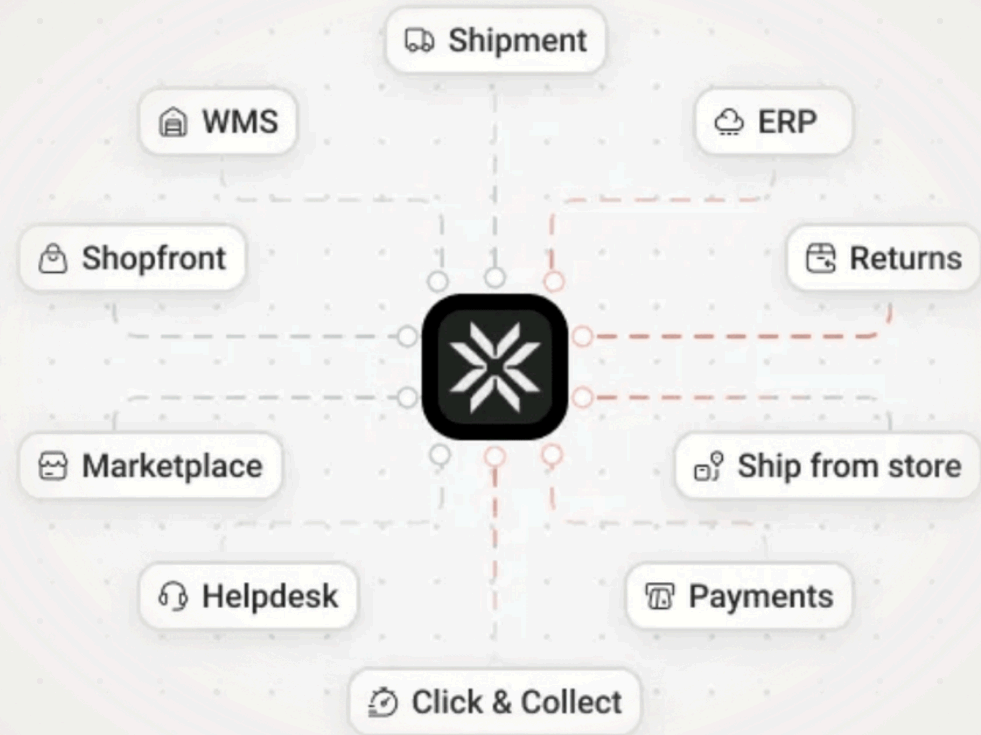 Shipment
WMS
ERP
Shopfront
Returns
Marketplace
Ship from store
Helpdesk
Payments
Click & Collect